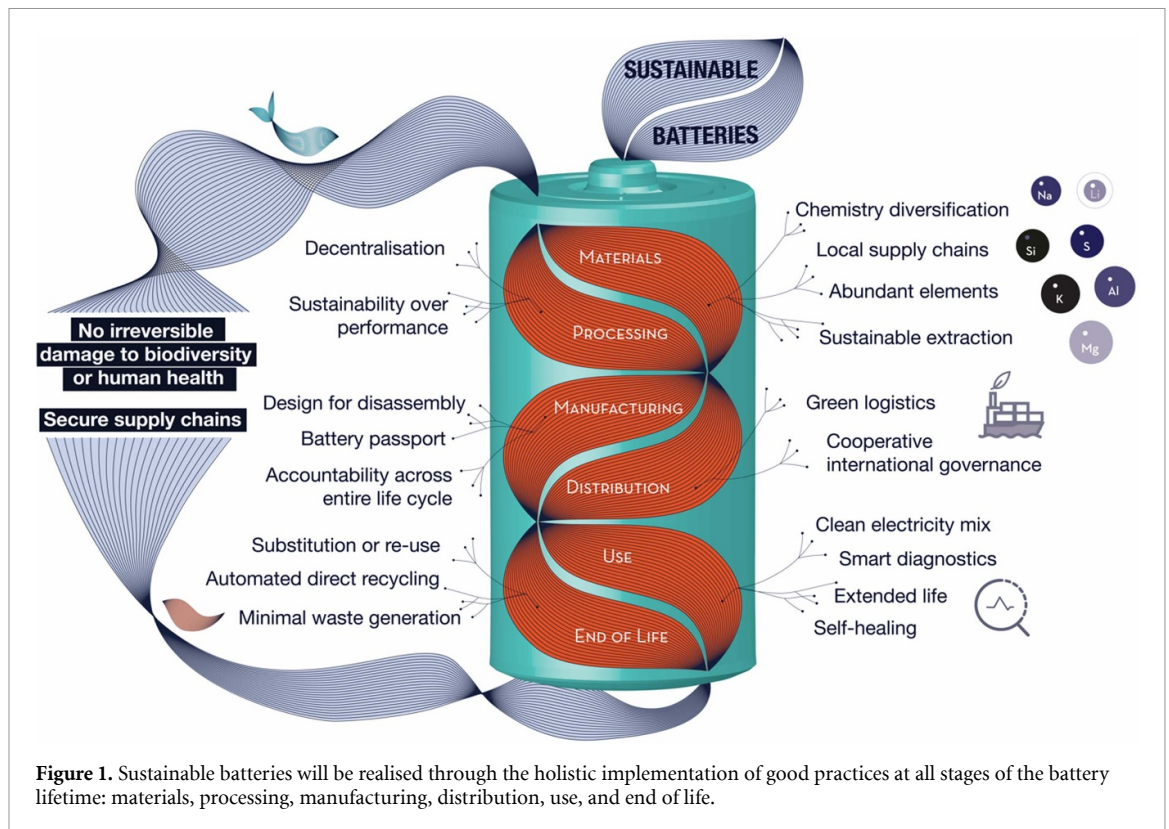 SUSTAINABLE
BATTERIES
Na
Li
Chemistry diversification
Local supply chains
Si
S
Abundant elements
K
Al
Sustainable extraction
Mg
Decentralisation
Sustainability over
performance
MATERIALS
PROCESSING
No irreversible
damage to biodiversity
or human health
Secure supply chains
Design for disassembly
Battery passport
Accountability across
entire life cycle
MANUFACTURING
DISTRIBUTION
Green logistics
Cooperative
international governance
Substitution or re-use
Automated direct recycling
Minimal waste generation
USE
END OF LIFE
Clean electricity mix
Smart diagnostics
Extended life
Self-healing
Figure 1. Sustainable batteries will be realised through the holistic implementation of good practices at all stages of the battery
lifetime: materials, processing, manufacturing, distribution, use, and end of life.